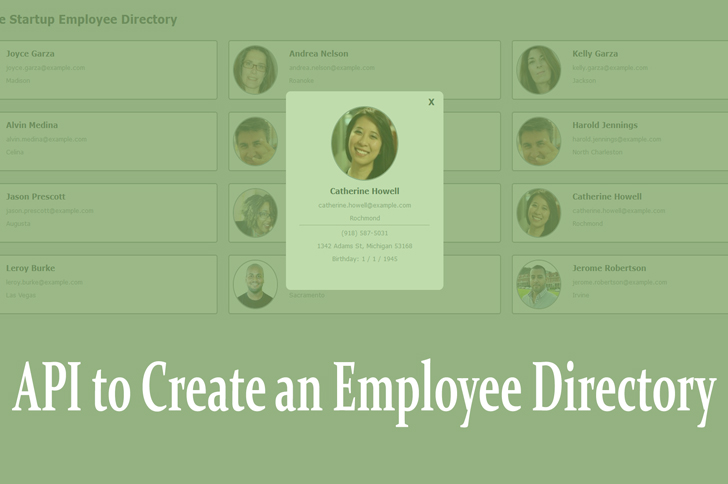 e Startup Employee Directory
Joyce Garza
joyce.garza@example.com
Madison
Andrea Nelson
andrea.nelson@example.com
Roanoke
Kelly Garza
kelly.garza@example.com
Jackson
X
Alvin Medina
alvin.medina@example.com
Celina
Harold Jennings
harold.jennings@example.com
North Charleston
Catherine Howell
catherine.howell@example.com
Richmond
(918) 587-5031
1342 Adams St, Michigan 53166
Birthday: 1 / 1 / 1945
Jason Prescott
jason.prescott@example.com
Augusta
Catherine Howell
catherine.howell@example.com
Richmond
Leroy Burke
leroy.burke@example.com
Las Vegas
Sacramento
Jerome Robertson
jerome.robertson@example.com
Irvine
API to Create an Employee Directory